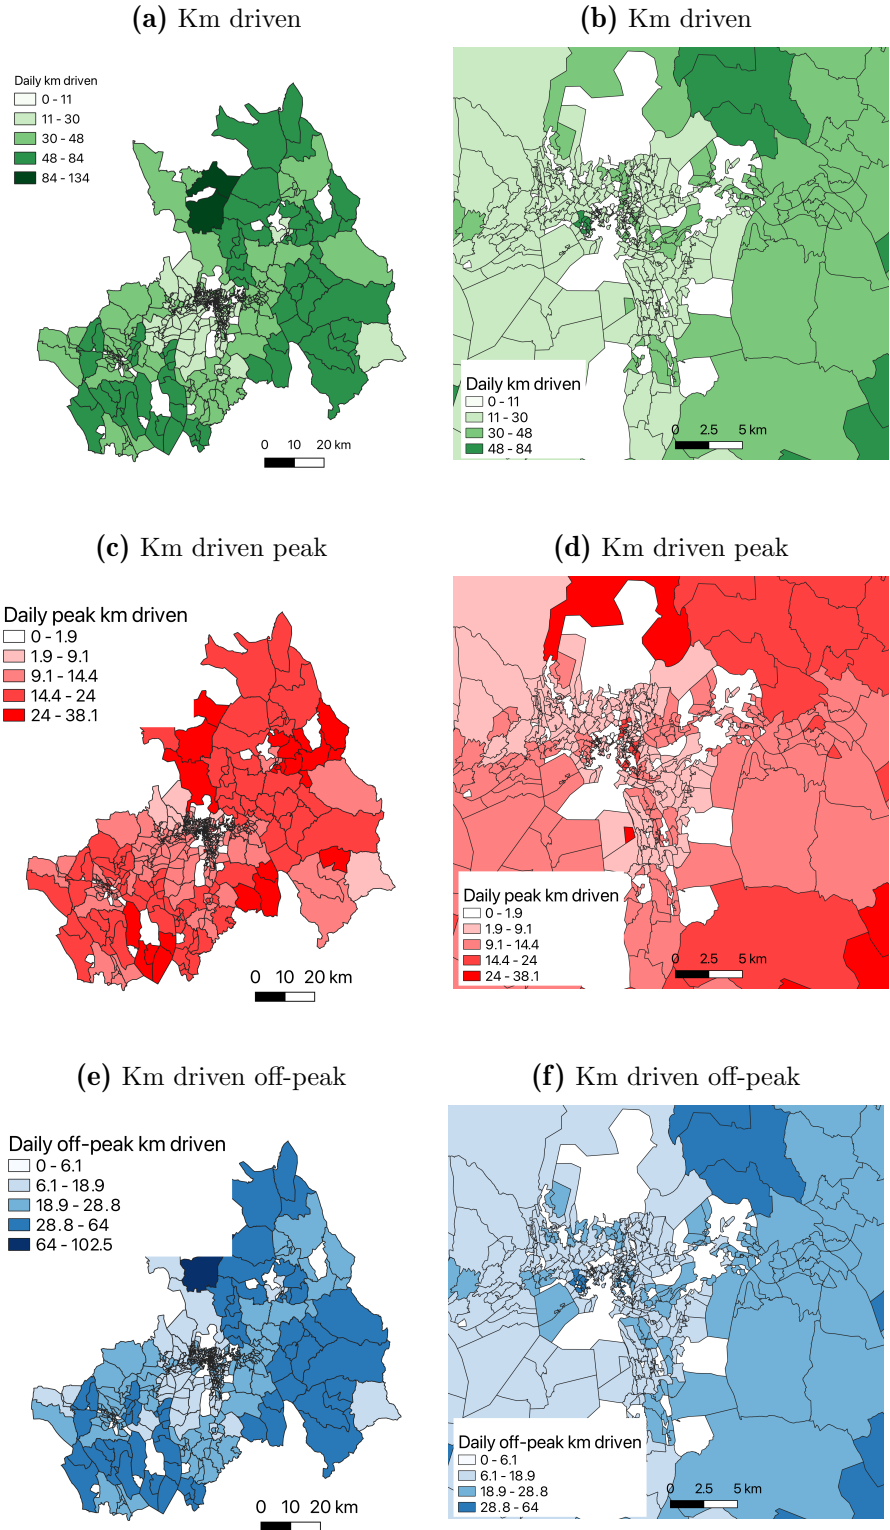 (a) Km driven
(b) Km driven
Daily km driven
0 - 11
11 - 30
30 - 48
48 - 84
84 - 134
0 10 20 km
Daily km driven
0 - 11
11 - 30
30 - 48
48 - 84
0 2.5 5 km
(c) Km driven peak
(d) Km driven peak
Daily peak km driven
0 - 1.9
1.9 - 9.1
9.1 - 14.4
14.4 - 24
24 - 38.1
0 10 20 km
Daily peak km driven
0 - 1.9
1.9 - 9.1
9.1 - 14.4
14.4 - 24
24 - 38.1
0 2.5 5 km
(e) Km driven off-peak
(f) Km driven off-peak
Daily off-peak km driven
0 - 6.1
6.1 - 18.9
18.9 - 28.8
28.8 - 64
64 - 102.5
0 10 20 km
Daily off-peak km driven
0 - 6.1
6.1 - 18.9
18.9 - 28.8
28.8 - 64
0 2.5 5 km